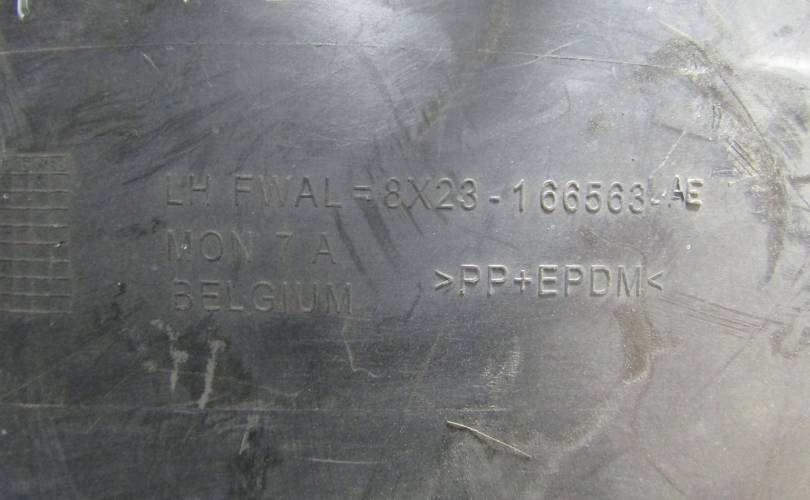 LH FWAL = 8X23-166563-AE
MON 7 A
BELGIUM
>PP+EPDM<